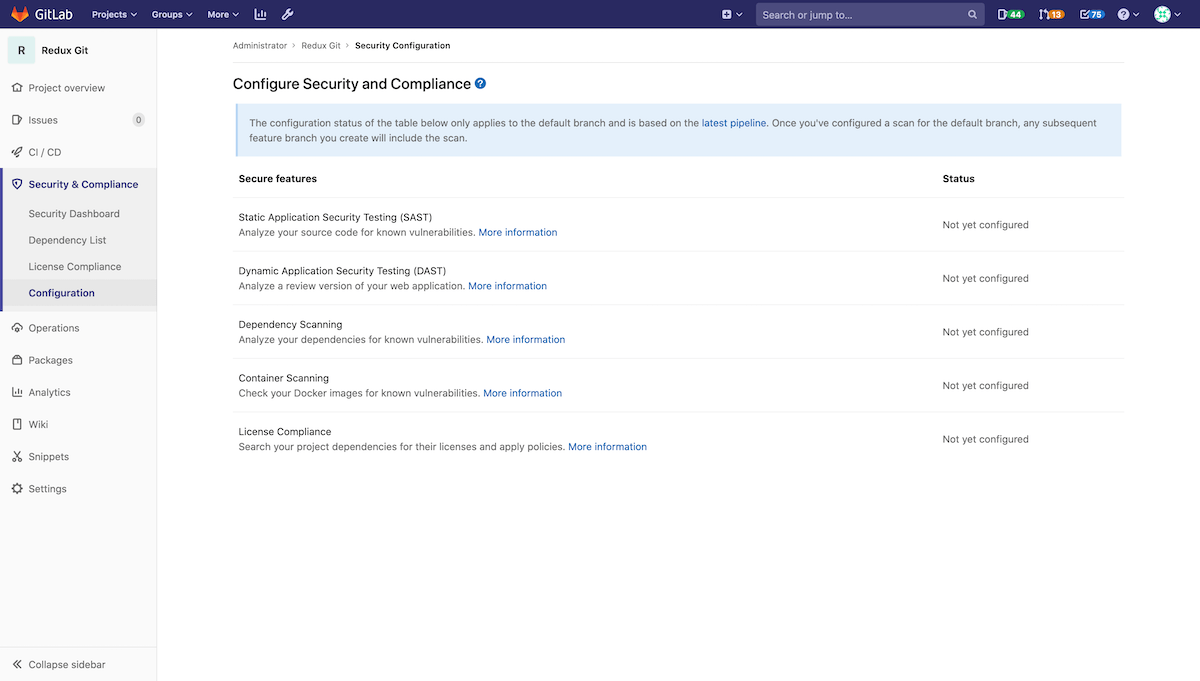 GitLab Projects Groups More Search or jump to... 44 13 75
R Redux Git
Project overview
Issues 0
CI / CD
Security & Compliance
Security Dashboard
Dependency List
License Compliance
Configuration
Operations
Packages
Analytics
Wiki
Snippets
Settings
Collapse sidebar
Administrator › Redux Git › Security Configuration
Configure Security and Compliance ?
The configuration status of the table below only applies to the default branch and is based on the latest pipeline. Once you've configured a scan for the default branch, any subsequent
feature branch you create will include the scan.
Secure features Status
Static Application Security Testing (SAST)
Analyze your source code for known vulnerabilities. More information
Not yet configured
Dynamic Application Security Testing (DAST)
Analyze a review version of your web application. More information
Not yet configured
Dependency Scanning
Analyze your dependencies for known vulnerabilities. More information
Not yet configured
Container Scanning
Check your Docker images for known vulnerabilities. More information
Not yet configured
License Compliance
Search your project dependencies for their licenses and apply policies. More information
Not yet configured